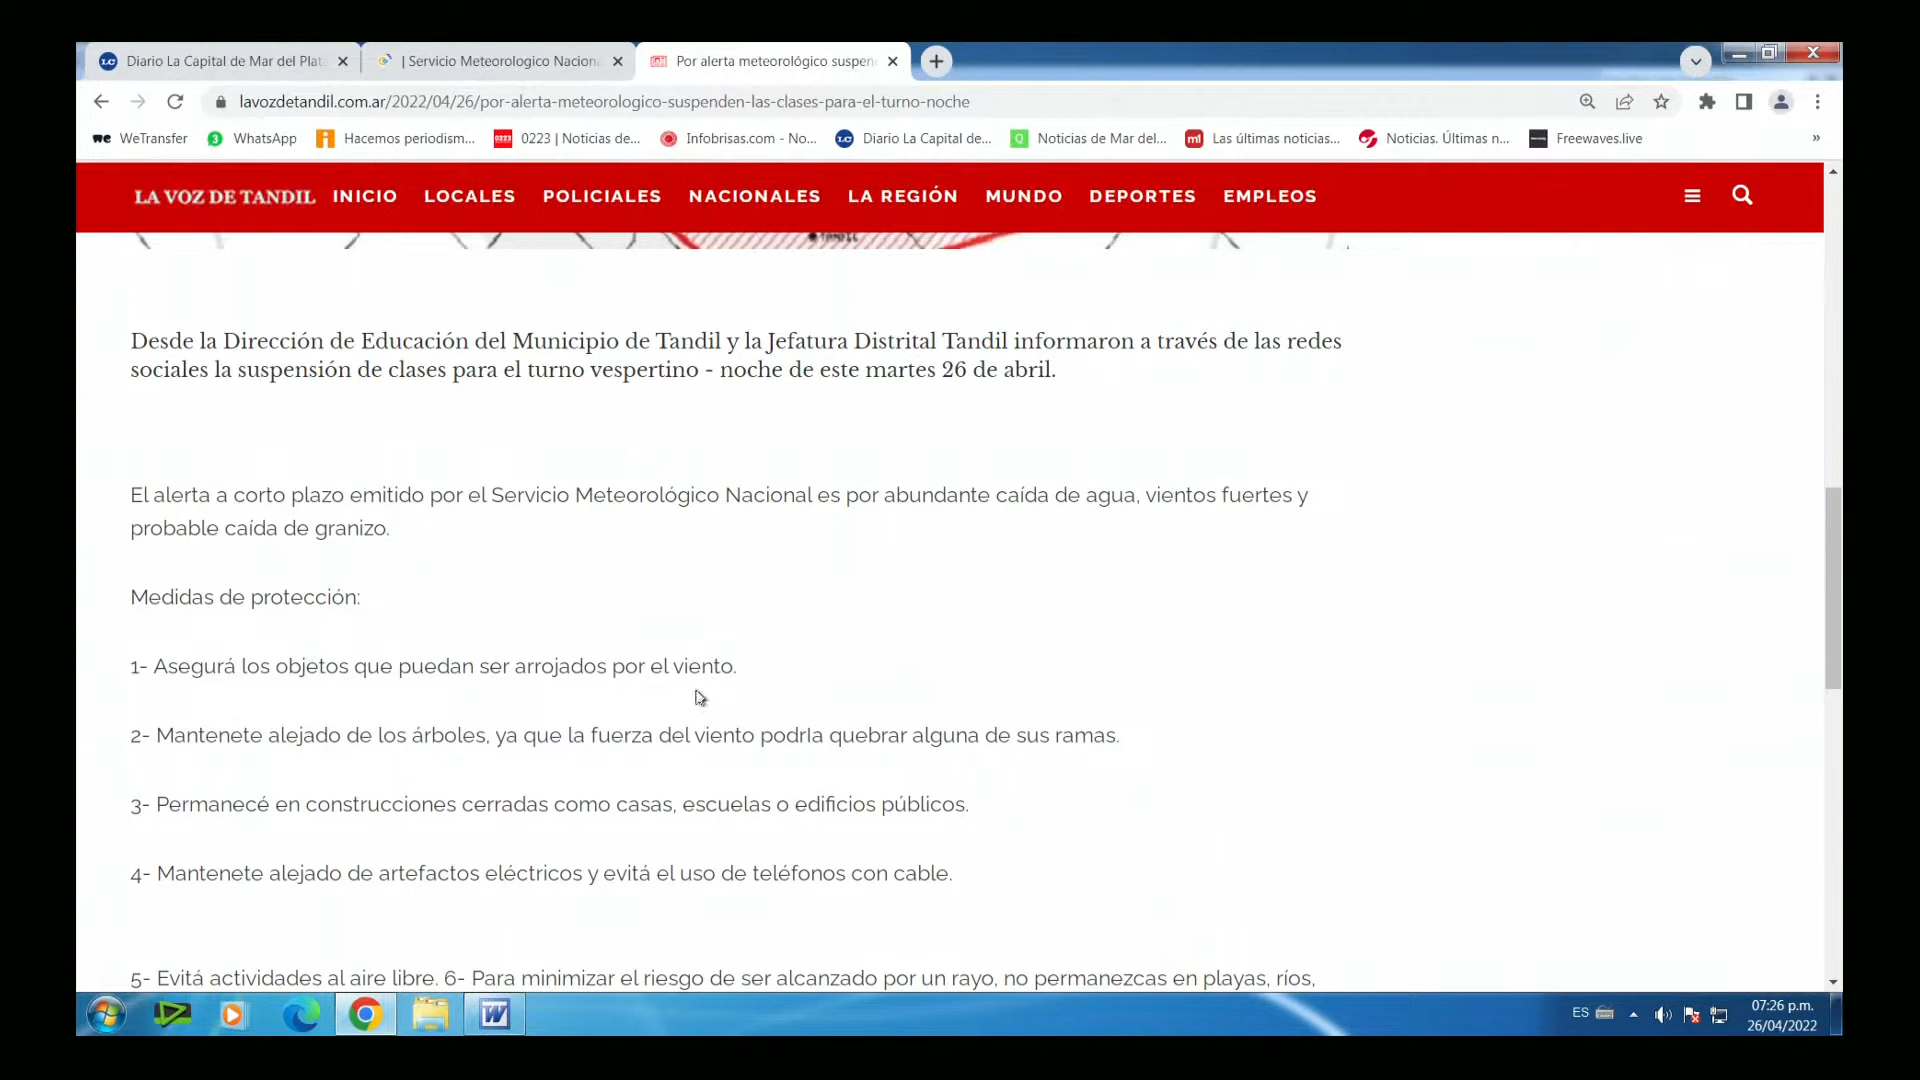 Diario La Capital de Mar del Plat
| Servicio Meteorologico Nacion
Por alerta meteorológico suspen
lavozdetandil.com.ar/2022/04/26/por-alerta-meteorologico-suspenden-las-clases-para-el-turno-noche
we WeTransfer
3 WhatsApp
Hacemos periodism...
0223 0223 | Noticias de...
Infobrisas.com - No...
LC Diario La Capital de...
Q Noticias de Mar del...
m1 Las últimas noticias...
Noticias. Últimas n...
Freewaves.live
»
LA VOZ DE TANDIL INICIO LOCALES POLICIALES NACIONALES LA REGIÓN MUNDO DEPORTES EMPLEOS
TANDIL
Desde la Dirección de Educación del Municipio de Tandil y la Jefatura Distrital Tandil informaron a través de las redes
sociales la suspensión de clases para el turno vespertino - noche de este martes 26 de abril.
El alerta a corto plazo emitido por el Servicio Meteorológico Nacional es por abundante caída de agua, vientos fuertes y
probable caída de granizo.
Medidas de protección:
1- Asegurá los objetos que puedan ser arrojados por el viento.
2- Mantenete alejado de los árboles, ya que la fuerza del viento podrIa quebrar alguna de sus ramas.
3- Permanecé en construcciones cerradas como casas, escuelas o edificios públicos.
4- Mantenete alejado de artefactos eléctricos y evitá el uso de teléfonos con cable.
5- Evitá actividades al aire libre. 6- Para minimizar el riesgo de ser alcanzado por un rayo, no permanezcas en playas, ríos,
ES
07:26 p.m.
26/04/2022